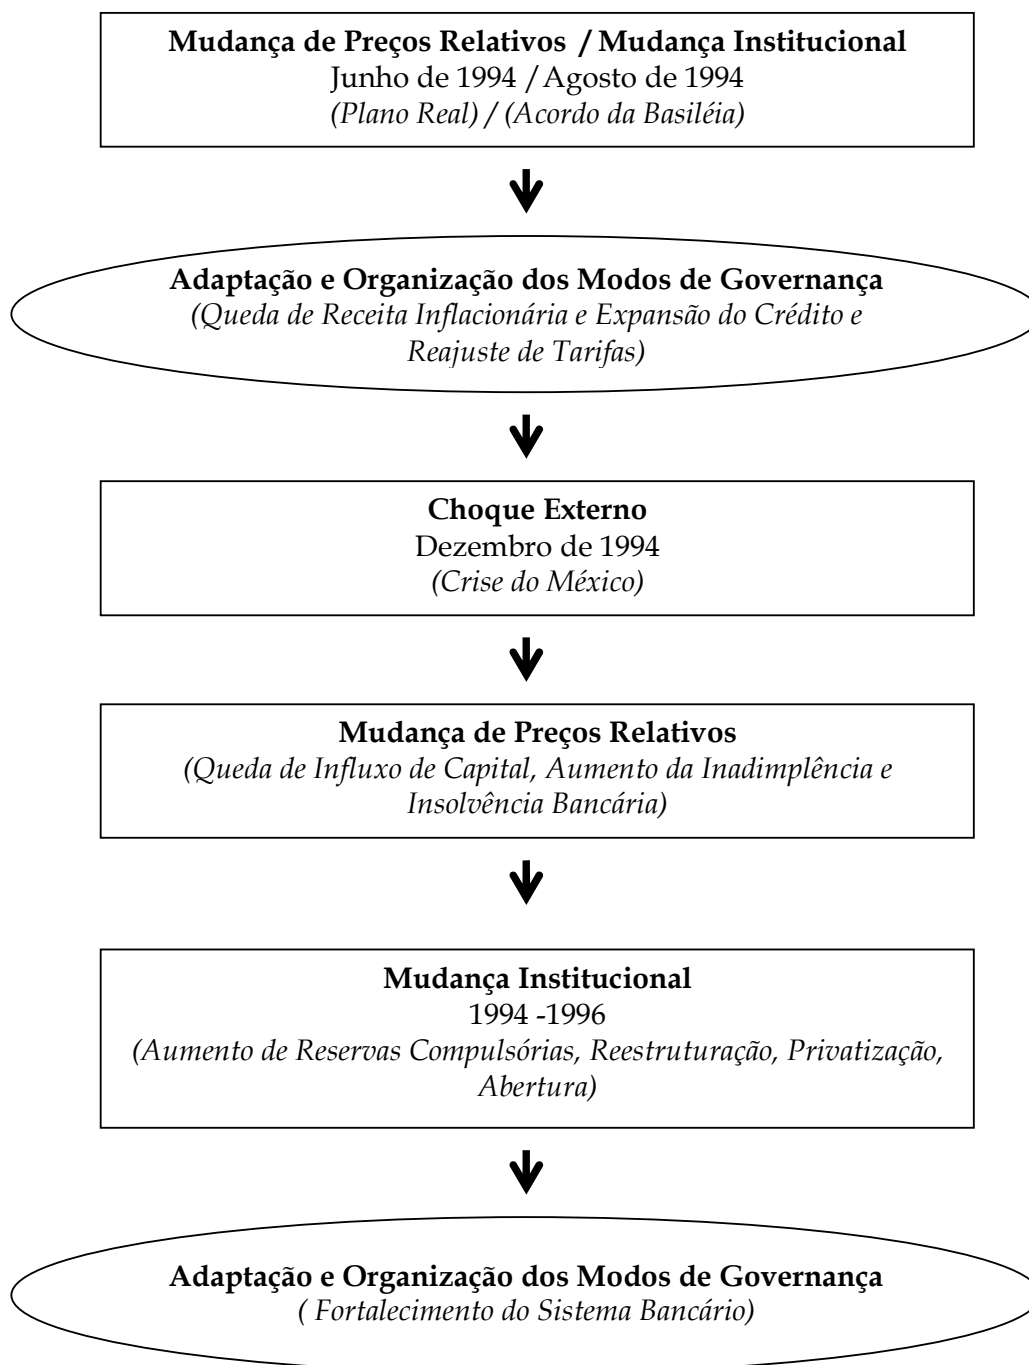 Mudança de Preços Relativos / Mudança Institucional
Junho de 1994 / Agosto de 1994
(Plano Real) / (Acordo da Basiléia)
Adaptação e Organização dos Modos de Governança
(Queda de Receita Inflacionária e Expansão do Crédito e
Reajuste de Tarifas)
Choque Externo
Dezembro de 1994
(Crise do México)
Mudança de Preços Relativos
(Queda de Influxo de Capital, Aumento da Inadimplência e
Insolvência Bancária)
Mudança Institucional
1994 -1996
(Aumento de Reservas Compulsórias, Reestruturação, Privatização,
Abertura)
Adaptação e Organização dos Modos de Governança
( Fortalecimento do Sistema Bancário)